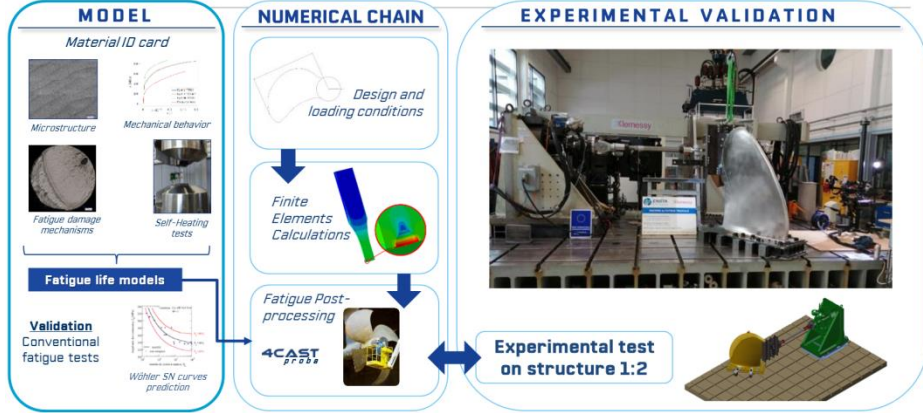 MODEL
Material ID card
Microstructure
Mechanical behavior
Fatigue damage
mechanisms
Self-Heating
tests
Fatigue life models
Validation
Conventional
fatigue tests
Wöhler SN curves
prediction
NUMERICAL CHAIN
Design and
loading conditions
Finite
Elements
Calculations
Fatigue Post-
processing
4CAST
probe
EXPERIMENTAL VALIDATION
Clemessy
Experimental test
on structure 1:2